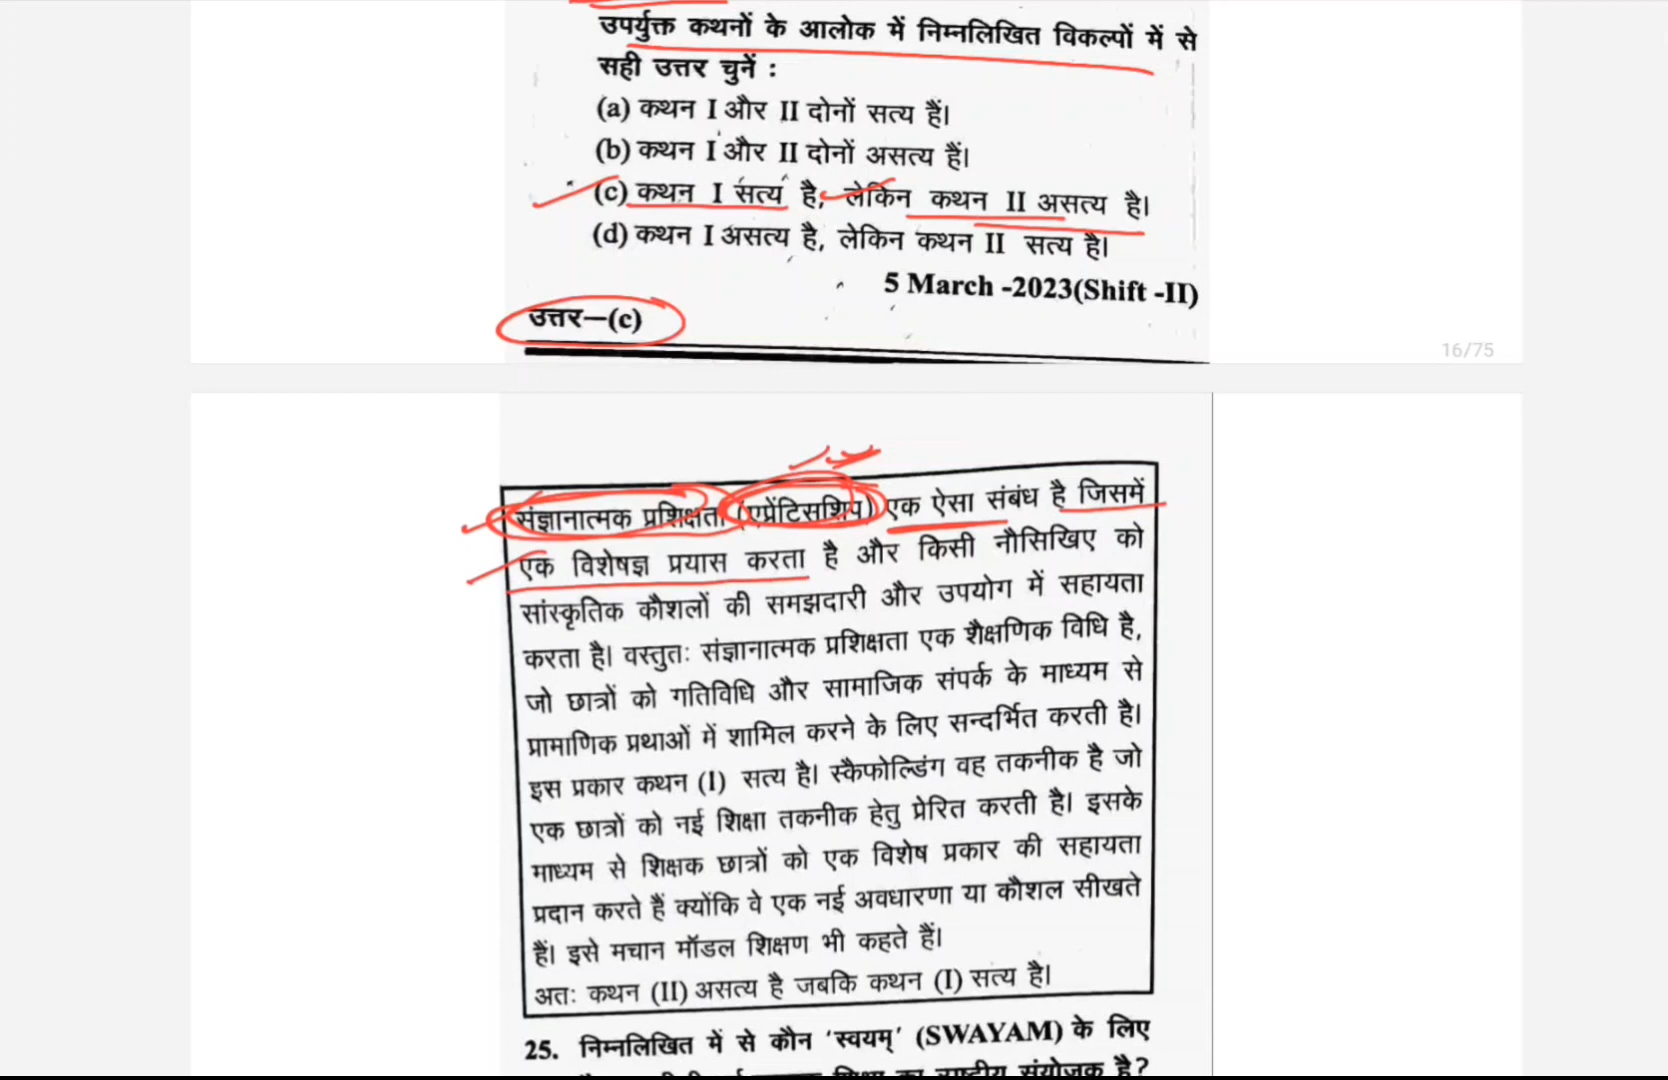 उपर्युक्त कथनों के आलोक में निम्नलिखित विकल्पों में से
सही उत्तर चुनें :
(a) कथन I और II दोनों सत्य हैं।
(b) कथन I और II दोनों असत्य हैं।
(c) कथन I सत्य है, लेकिन कथन II असत्य है।
(d) कथन I असत्य है, लेकिन कथन II सत्य है।
5 March -2023(Shift -II)
उत्तर—(c)
16/75
संज्ञानात्मक प्रशिक्षता (एप्रेंटिसशिप) एक ऐसा संबंध है जिसमें
एक विशेषज्ञ प्रयास करता है और किसी नौसिखिए को
सांस्कृतिक कौशलों की समझदारी और उपयोग में सहायता
करता है। वस्तुतः संज्ञानात्मक प्रशिक्षता एक शैक्षणिक विधि है,
जो छात्रों को गतिविधि और सामाजिक संपर्क के माध्यम से
प्रामाणिक प्रथाओं में शामिल करने के लिए सन्दर्भित करती है।
इस प्रकार कथन (I) सत्य है। स्कैफोल्डिंग वह तकनीक है जो
एक छात्रों को नई शिक्षा तकनीक हेतु प्रेरित करती है। इसके
माध्यम से शिक्षक छात्रों को एक विशेष प्रकार की सहायता
प्रदान करते हैं क्योंकि वे एक नई अवधारणा या कौशल सीखते
हैं। इसे मचान मॉडल शिक्षण भी कहते हैं।
अतः कथन (II) असत्य है जबकि कथन (I) सत्य है।
25. निम्नलिखित में से कौन 'स्वयम्' (SWAYAM) के लिए
शिक्षा का राष्ट्रीय संयोजक है?